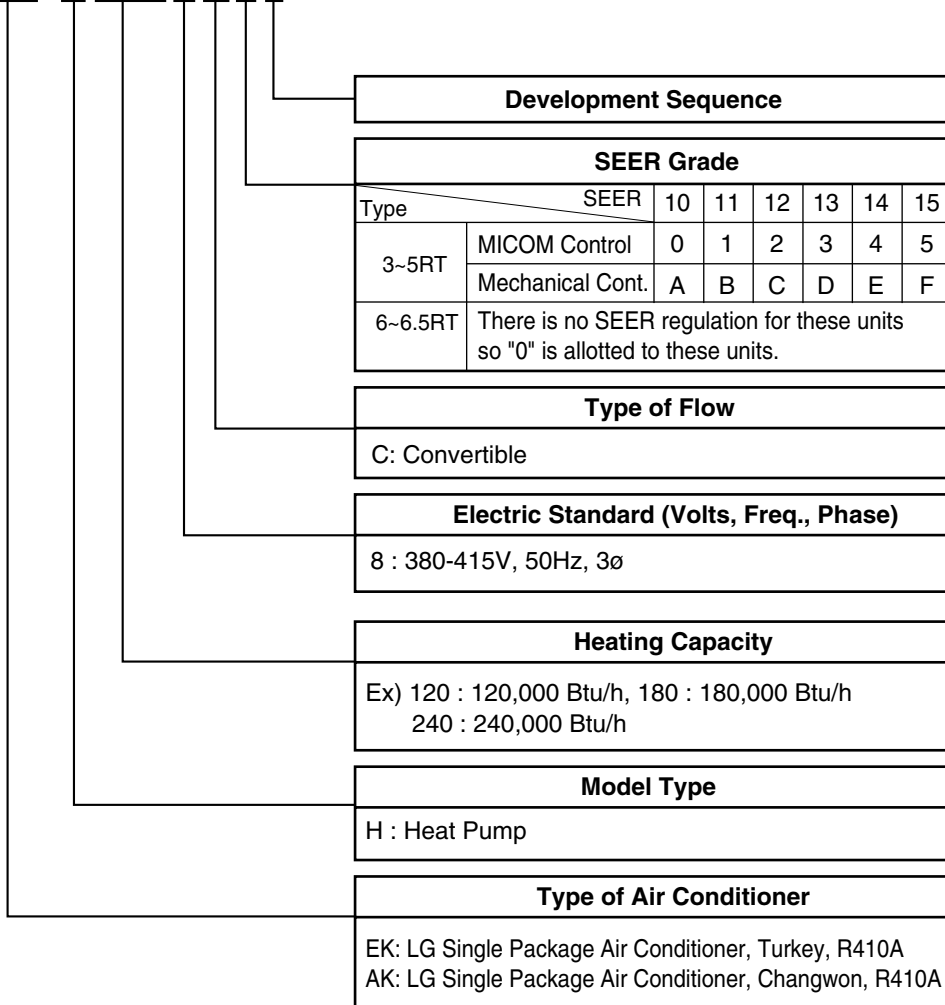 Development Sequence
SEER Grade
Type SEER 10 11 12 13 14 15
3~5RT MICOM Control 0 1 2 3 4 5
Mechanical Cont. A B C D E F
6~6.5RT There is no SEER regulation for these units
so "0" is allotted to these units.
Type of Flow
C: Convertible
Electric Standard (Volts, Freq., Phase)
8 : 380-415V, 50Hz, 3ø
Heating Capacity
Ex) 120 : 120,000 Btu/h, 180 : 180,000 Btu/h
240 : 240,000 Btu/h
Model Type
H : Heat Pump
Type of Air Conditioner
EK: LG Single Package Air Conditioner, Turkey, R410A
AK: LG Single Package Air Conditioner, Changwon, R410A